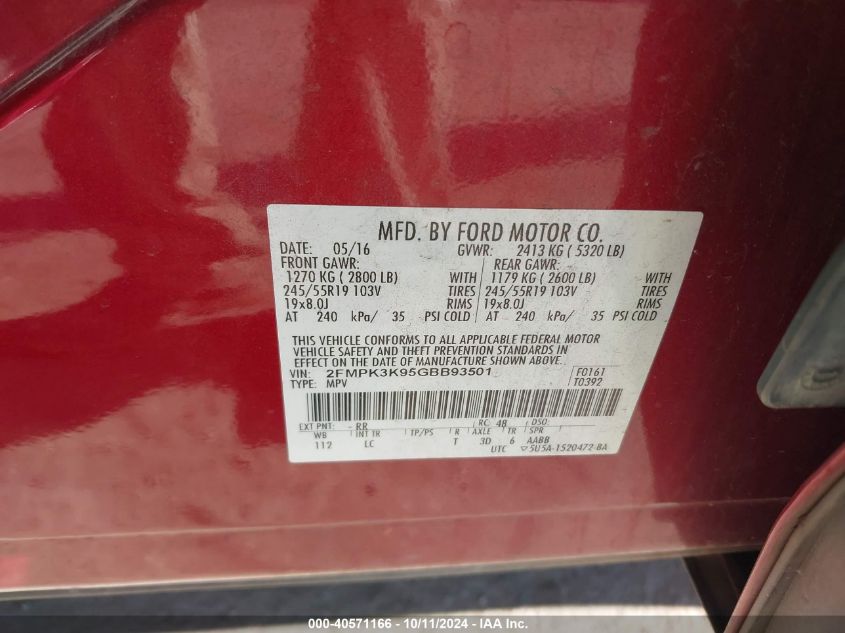 MFD. BY FORD MOTOR CO.
DATE: 05/16 GVWR: 2413 KG ( 5320 LB)
FRONT GAWR: REAR GAWR:
1270 KG ( 2800 LB) WITH 1179 KG ( 2600 LB) WITH
245/55R19 103V TIRES 245/55R19 103V TIRES
19x8.0J RIMS 19x8.0J RIMS
AT 240 kPa/ 35 PSI COLD AT 240 kPa/ 35 PSI COLD
THIS VEHICLE CONFORMS TO ALL APPLICABLE FEDERAL MOTOR
VEHICLE SAFETY AND THEFT PREVENTION STANDARDS IN
EFFECT ON THE DATE OF MANUFACTURE SHOWN ABOVE.
VIN: 2FMPK3K95GBB93501 F0161
TYPE: MPV T0392
EXT PNT: RR RC: 48 DSO:
WB INT TR TP/PS R AXLE TR SPR
112 LC T 3D 6 AABB
UTC ▽5U5A-1520472-BA
000-40571166 - 10/11/2024 - IAA Inc.